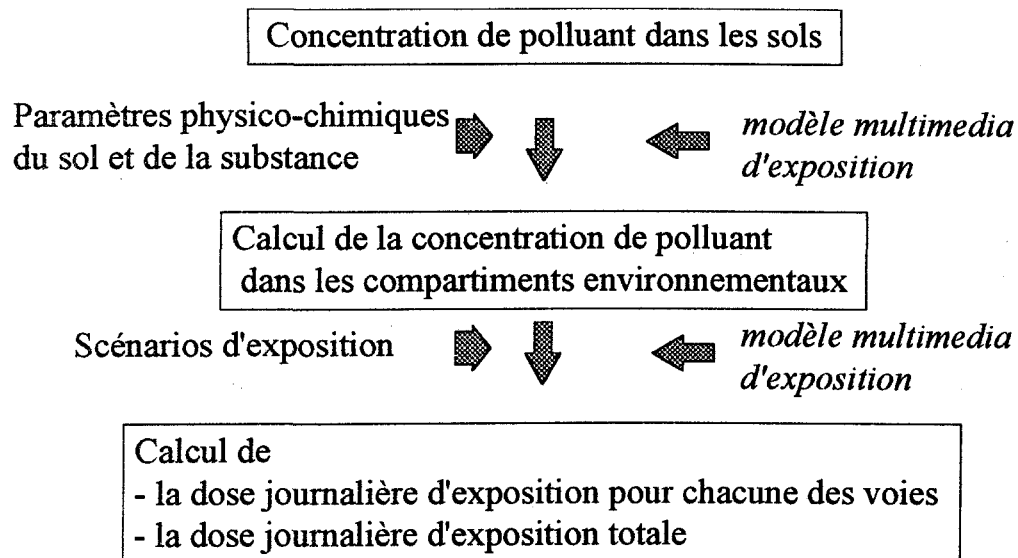 Concentration de polluant dans les sols
Paramètres physico-chimiques
du sol et de la substance
modèle multimedia
d'exposition
Calcul de la concentration de polluant
dans les compartiments environnementaux
Scénarios d'exposition
modèle multimedia
d'exposition
Calcul de
- la dose journalière d'exposition pour chacune des voies
- la dose journalière d'exposition totale